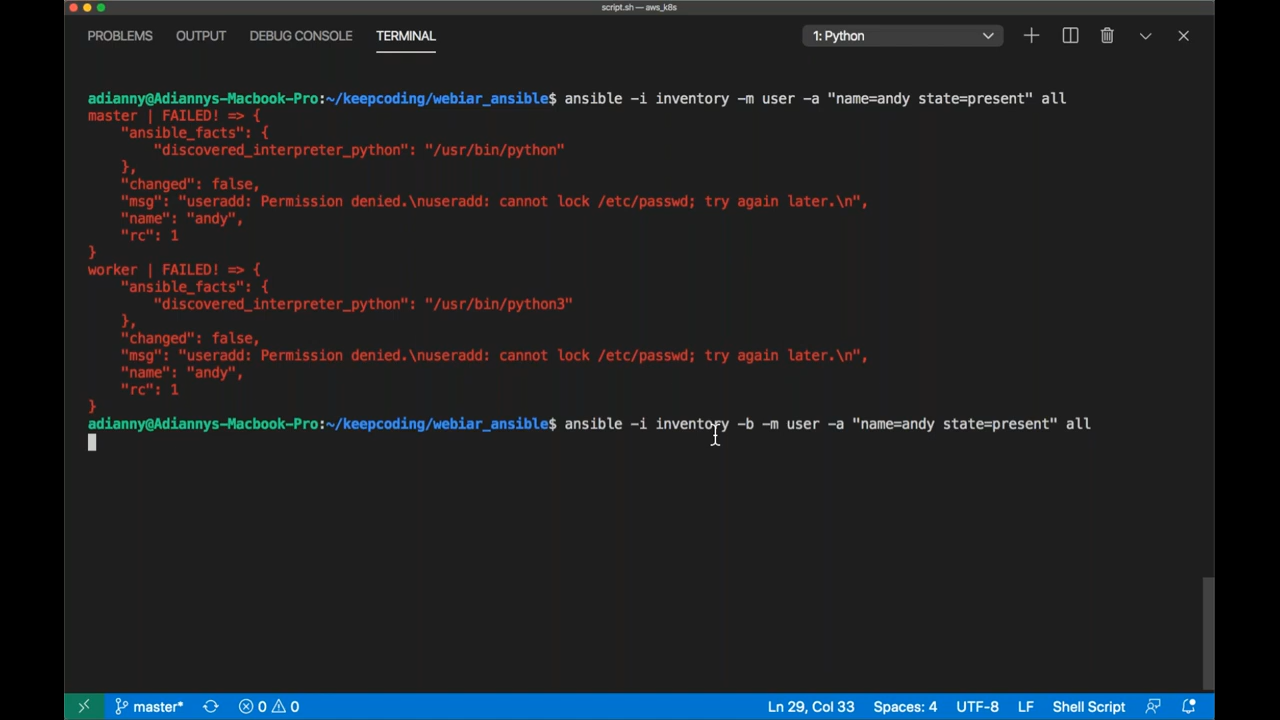 script.sh — aws_k8s
PROBLEMS OUTPUT DEBUG CONSOLE TERMINAL 1: Python
adianny@Adiannys-Macbook-Pro:~/keepcoding/webiar_ansible$ ansible -i inventory -m user -a "name=andy state=present" all
master | FAILED! => {
    "ansible_facts": {
        "discovered_interpreter_python": "/usr/bin/python"
    },
    "changed": false,
    "msg": "useradd: Permission denied.\nuseradd: cannot lock /etc/passwd; try again later.\n",
    "name": "andy",
    "rc": 1
}
worker | FAILED! => {
    "ansible_facts": {
        "discovered_interpreter_python": "/usr/bin/python3"
    },
    "changed": false,
    "msg": "useradd: Permission denied.\nuseradd: cannot lock /etc/passwd; try again later.\n",
    "name": "andy",
    "rc": 1
}
adianny@Adiannys-Macbook-Pro:~/keepcoding/webiar_ansible$ ansible -i inventory -b -m user -a "name=andy state=present" all
master* 0 0 Ln 29, Col 33 Spaces: 4 UTF-8 LF Shell Script